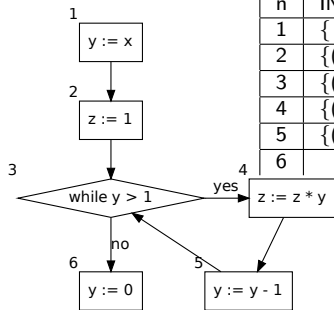 1
y := x
n
1 {
2
2 {(
z := 1
3 {(
4 {(
5 {(
6
3
while y > 1
yes
4
z := z * y
no
6
y := 0
5
y := y - 1